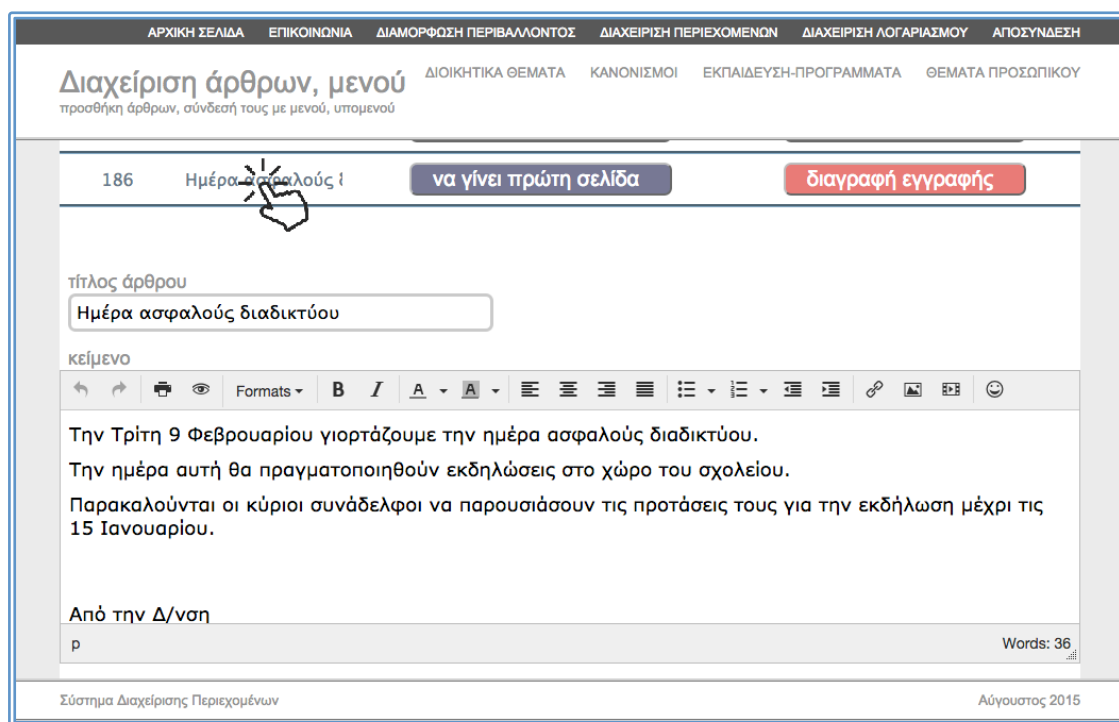 ΑΡΧΙΚΗ ΣΕΛΙΔΑ ΕΠΙΚΟΙΝΩΝΙΑ ΔΙΑΜΟΡΦΩΣΗ ΠΕΡΙΒΑΛΛΟΝΤΟΣ ΔΙΑΧΕΙΡΙΣΗ ΠΕΡΙΕΧΟΜΕΝΩΝ ΔΙΑΧΕΙΡΙΣΗ ΛΟΓΑΡΙΑΣΜΟΥ ΑΠΟΣΥΝΔΕΣΗ
Διαχείριση άρθρων, μενού
προσθήκη άρθρων, σύνδεσή τους με μενού, υπομενού
ΔΙΟΙΚΗΤΙΚΑ ΘΕΜΑΤΑ ΚΑΝΟΝΙΣΜΟΙ ΕΚΠΑΙΔΕΥΣΗ-ΠΡΟΓΡΑΜΜΑΤΑ ΘΕΜΑΤΑ ΠΡΟΣΩΠΙΚΟΥ
186 Ημέρα ασφαλούς να γίνει πρώτη σελίδα διαγραφή εγγραφής
τίτλος άρθρου
Ημέρα ασφαλούς διαδικτύου
κείμενο
Formats B I A A
Την Τρίτη 9 Φεβρουαρίου γιορτάζουμε την ημέρα ασφαλούς διαδικτύου.
Την ημέρα αυτή θα πραγματοποιηθούν εκδηλώσεις στο χώρο του σχολείου.
Παρακαλούνται οι κύριοι συνάδελφοι να παρουσιάσουν τις προτάσεις τους για την εκδήλωση μέχρι τις
15 Ιανουαρίου.
Από την Δ/νση
p Words: 36
Σύστημα Διαχείρισης Περιεχομένων Αύγουστος 2015